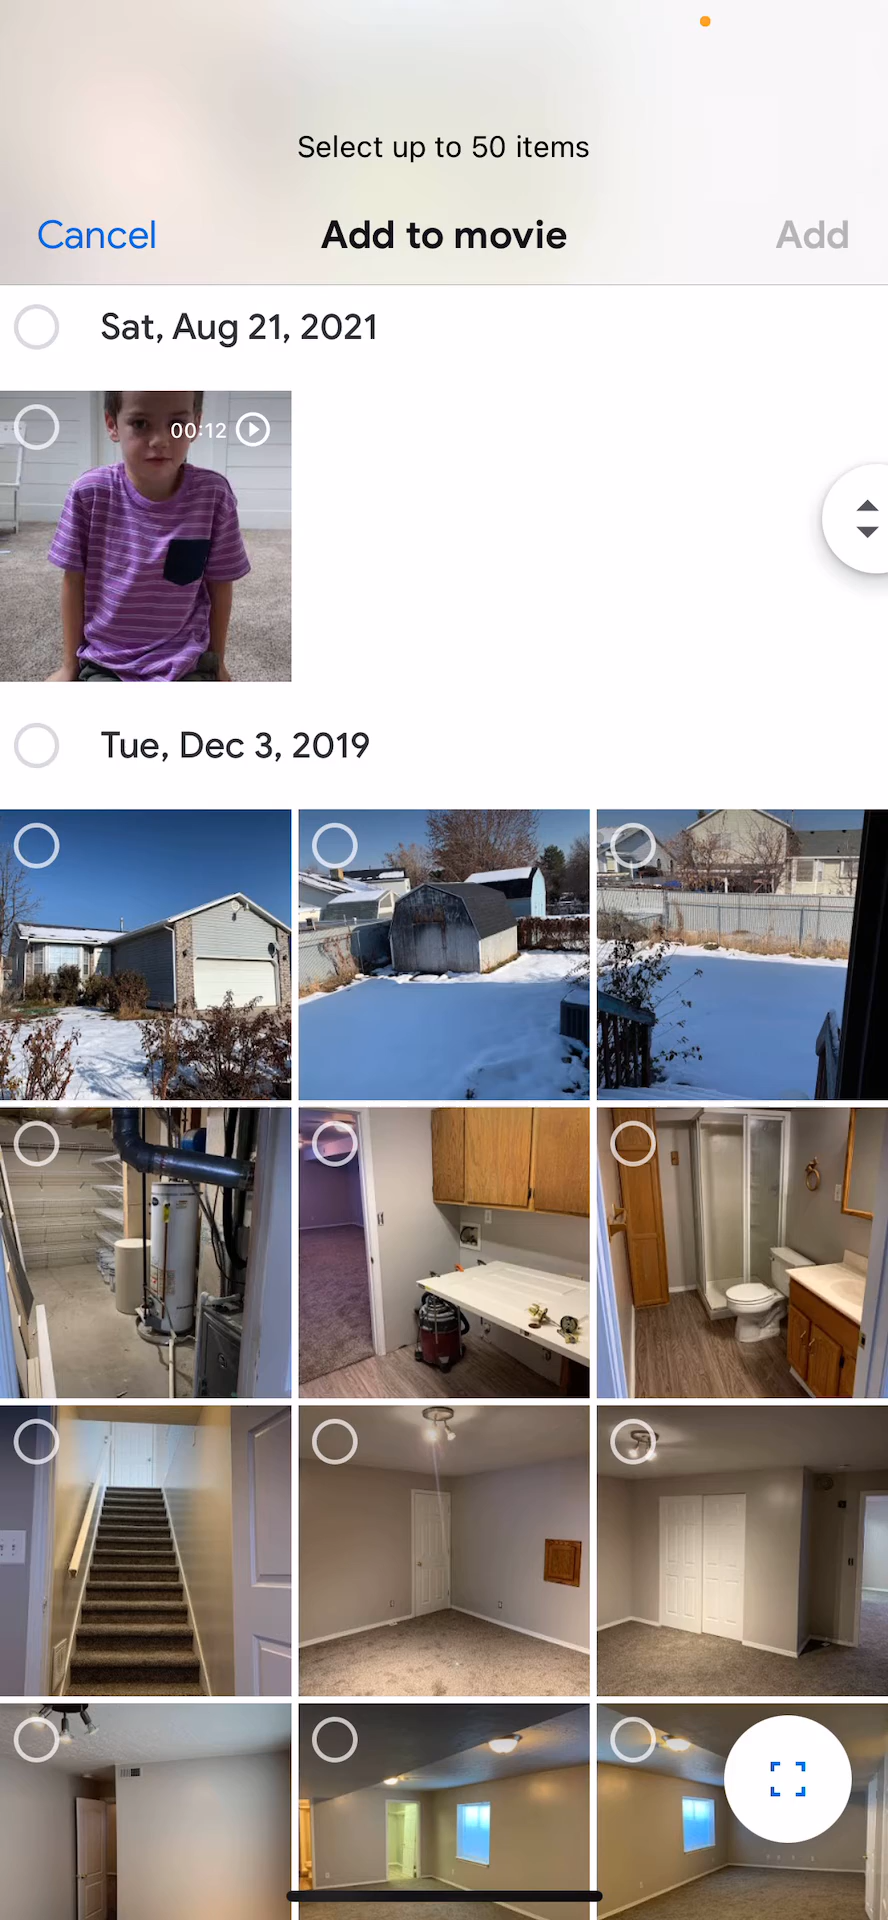 Select up to 50 items
Cancel
Add to movie
Add
Sat, Aug 21, 2021
00:12
Tue, Dec 3, 2019